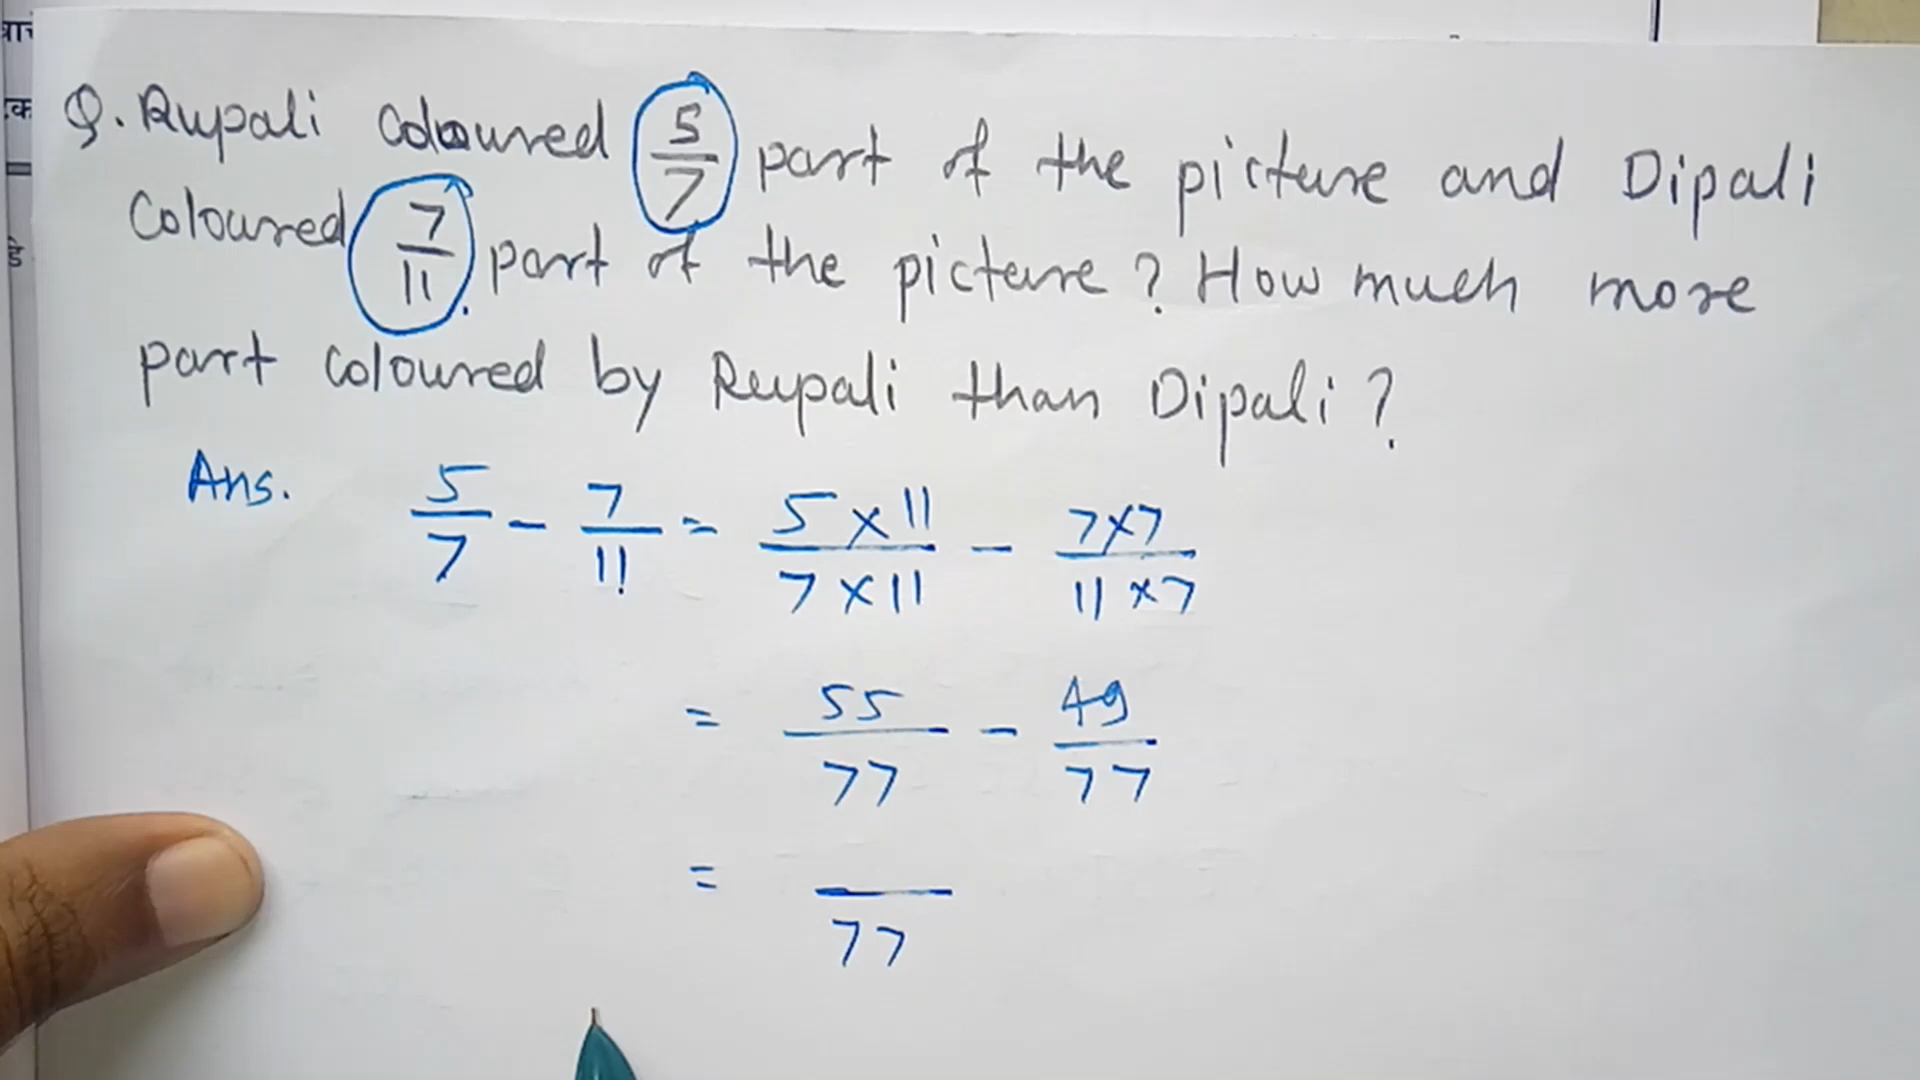 Q. Rupali coloured 5/7 part of the picture and Dipali
Coloured 7/11 part of the picture? How much more
part coloured by Rupali than Dipali?
Ans. 5/7 - 7/11 = 5×11/7×11 - 7×7/11×7
= 55/77 - 49/77
= /77